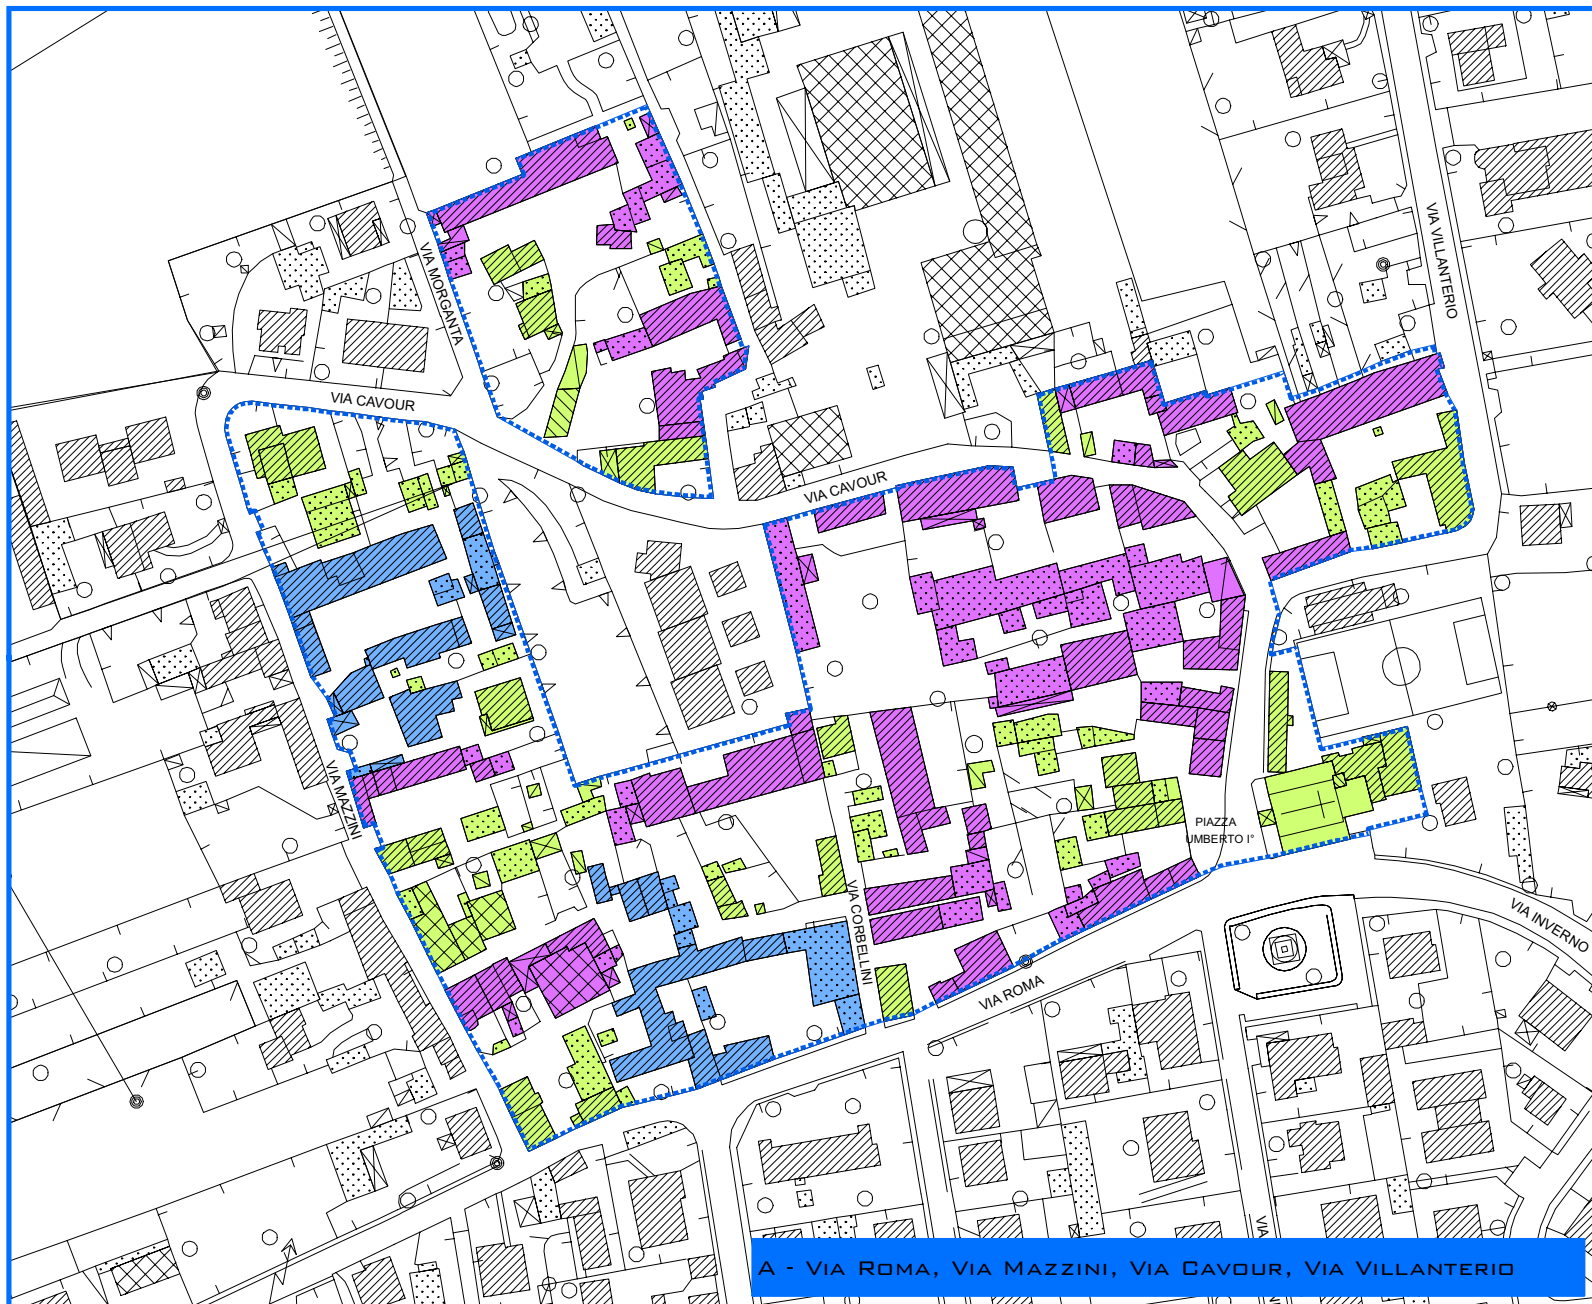 VIA VILLANTERIO
VIA MORGANTA
VIA CAVOUR
VIA CAVOUR
VIA MAZZINI
PIAZZA
UMBERTO I°
VIA CORBELLINI
VIA INVERNO
VIA ROMA
A - VIA ROMA, VIA MAZZINI, VIA CAVOUR, VIA VILLANTERIO